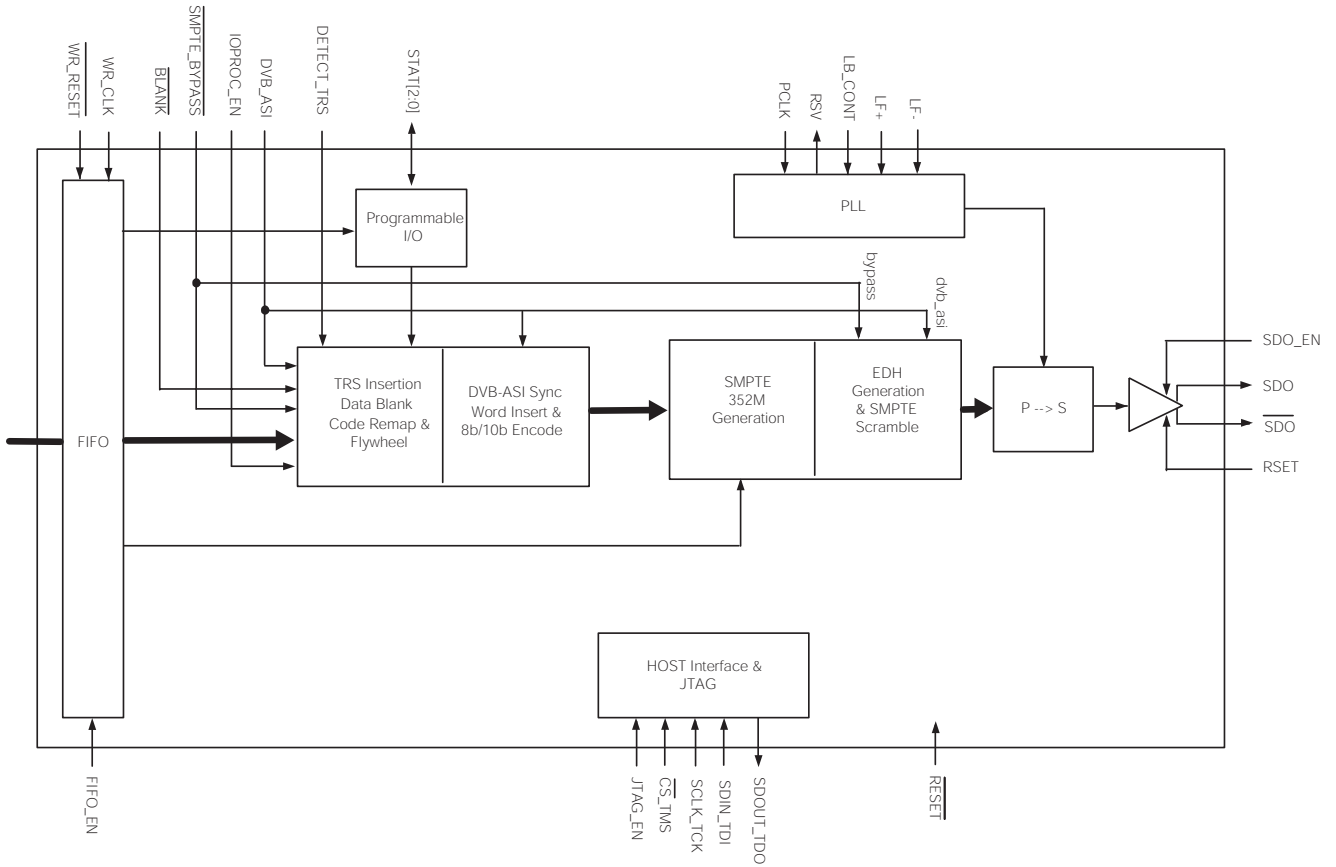 WR_RESET
WR_CLK
BLANK
SMPTE_BYPASS
IOPROC_EN
DVB_ASI
DETECT_TRS
STAT[2:0]
PCLK
RSV
LB_CONT
LF+
LF-
Programmable
I/O
PLL
bypass
dvb_asi
FIFO
TRS Insertion
Data Blank
Code Remap &
Flywheel
DVB-ASI Sync
Word Insert &
8b/10b Encode
SMPTE
352M
Generation
EDH
Generation
& SMPTE
Scramble
P --> S
SDO_EN
SDO
SDO
RSET
HOST Interface &
JTAG
FIFO_EN
JTAG_EN
CS_TMS
SCLK_TCK
SDIN_TDI
SDOUT_TDO
RESET